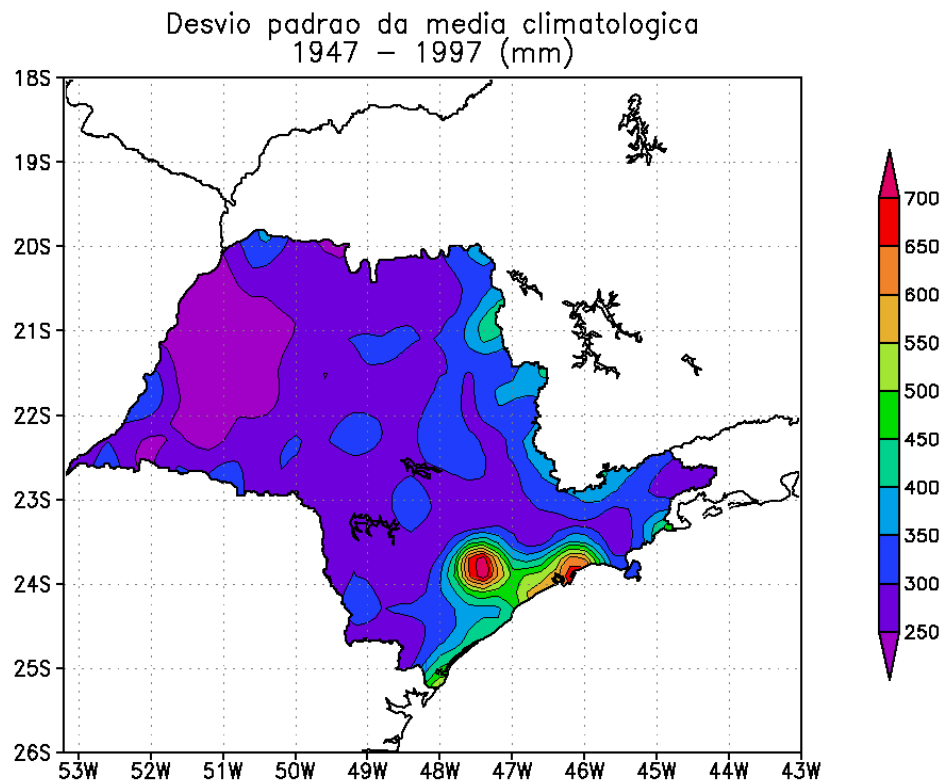 Desvio padrao da media climatologica
1947 – 1997 (mm)
18S
19S
20S
21S
22S
23S
24S
25S
26S
53W 52W 51W 50W 49W 48W 47W 46W 45W 44W 43W
700
650
600
550
500
450
400
350
300
250